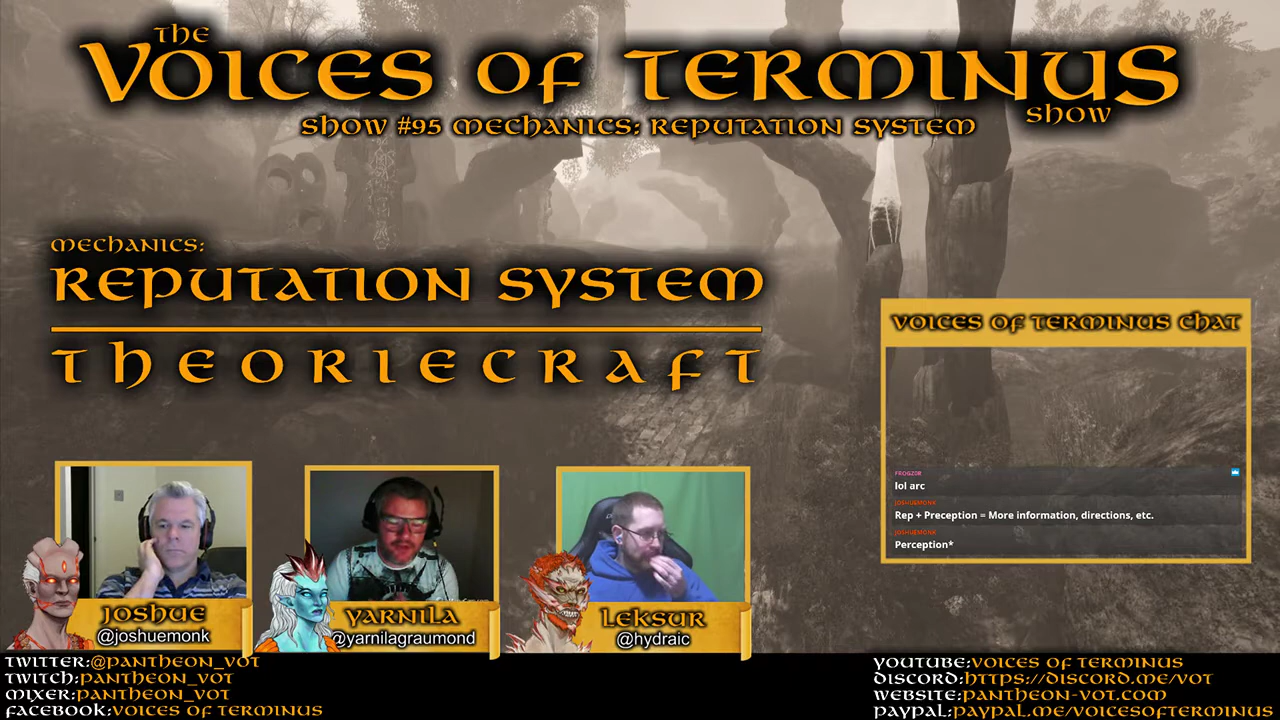 THE
VOICES OF TERMINUS
SHOW
SHOW #95 MECHANICS: REPUTATION SYSTEM
MECHANICS:
REPUTATION SYSTEM
THEORIECRAFT
VOICES OF TERMINUS CHAT
FROGZ0R
lol arc
JOSHUEMONK
Rep + Preception = More information, directions, etc.
JOSHUEMONK
Perception*
JOSHUE
@joshuemonk
YARNILA
@yarnilagraumond
LEKSUR
@hydraic
TWITTER:@PANTHEON_VOT
TWITCH:PANTHEON_VOT
MIXER:PANTHEON_VOT
FACEBOOK:VOICES OF TERMINUS
YOUTUBE:VOICES OF TERMINUS
DISCORD:HTTPS://DISCORD.ME/VOT
WEBSITE:PANTHEON-VOT.COM
PAYPAL:PAYPAL.ME/VOICESOFTERMINUS